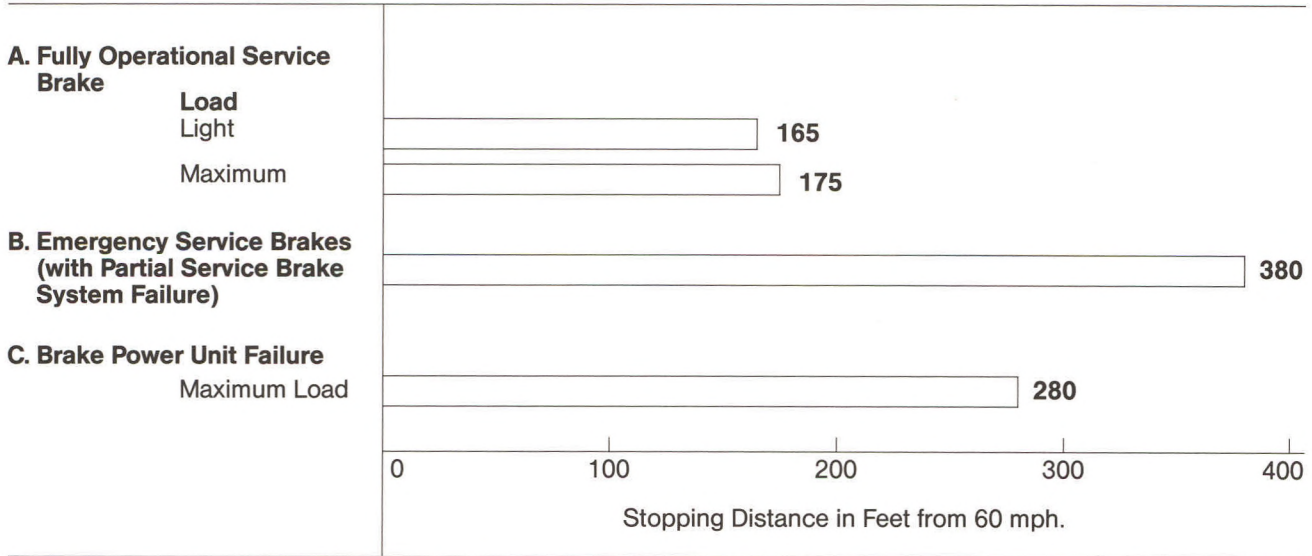 A. Fully Operational Service
Brake
Load
Light
165
Maximum
175
B. Emergency Service Brakes
(with Partial Service Brake
System Failure)
380
C. Brake Power Unit Failure
Maximum Load
280
0 100 200 300 400
Stopping Distance in Feet from 60 mph.